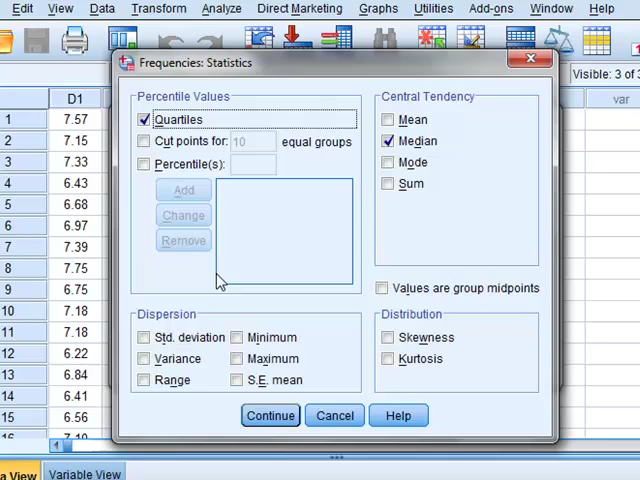 Edit View Data Transform Analyze Direct Marketing Graphs Utilities Add-ons Window Help
Frequencies: Statistics
Visible: 3 of 3
D1
var
1 7.57
2 7.15
3 7.33
4 6.43
5 6.68
6 6.97
7 7.39
8 7.75
9 6.75
10 7.18
11 7.18
12 6.22
13 6.84
14 6.41
15 6.56
Percentile Values
Quartiles
Cut points for: 10 equal groups
Percentile(s):
Add
Change
Remove
Central Tendency
Mean
Median
Mode
Sum
Values are group midpoints
Dispersion
Std. deviation Minimum
Variance Maximum
Range S.E. mean
Distribution
Skewness
Kurtosis
Continue Cancel Help
a View Variable View